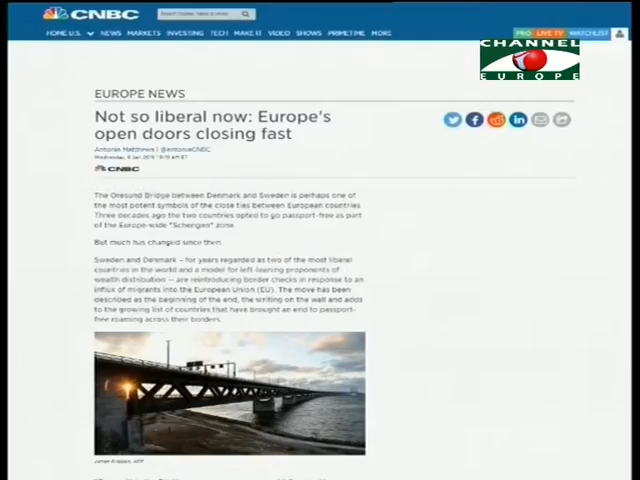 CNBC
HOME U.S. NEWS MARKETS INVESTING TECH MAKE IT VIDEO SHOWS PRIMETIME MORE PRO LIVE TV WATCHLIST
CHANNEL
EUROPE
EUROPE NEWS
Not so liberal now: Europe's
open doors closing fast
Antonia Matthews | @antoniaCNBC
CNBC
The Oresund Bridge between Denmark and Sweden is perhaps one of
the most potent symbols of the close ties between European countries.
Three decades ago the two countries opted to go passport-free as part
of the Europe-wide "Schengen" zone.
But much has changed since then.
Sweden and Denmark – for years regarded as two of the most liberal
countries in the world and a model for left-leaning proponents of
wealth distribution – are reintroducing border checks in response to an
influx of migrants into the European Union (EU). The move has been
described as the beginning of the end, the writing on the wall and adds
to the growing list of countries that have brought an end to passport-
free roaming across their borders.